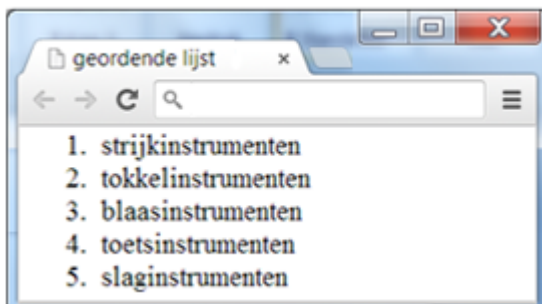 geordende lijst
1. strijkinstrumenten
2. tokkelinstrumenten
3. blaasinstrumenten
4. toetsinstrumenten
5. slaginstrumenten